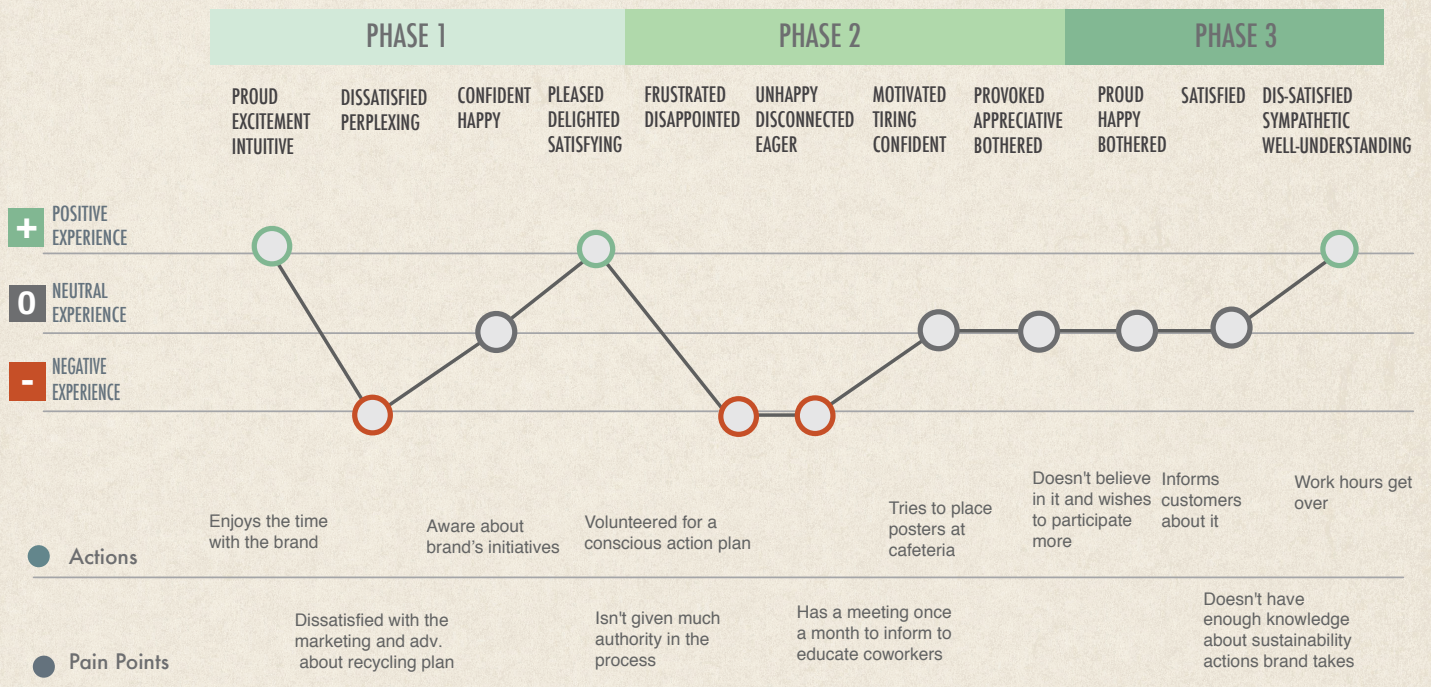 PHASE 1
PHASE 2
PHASE 3
PROUD
EXCITEMENT
INTUITIVE
DISSATISFIED
PERPLEXING
CONFIDENT
HAPPY
PLEASED
DELIGHTED
SATISFYING
FRUSTRATED
DISAPPOINTED
UNHAPPY
DISCONNECTED
EAGER
MOTIVATED
TIRING
CONFIDENT
PROVOKED
APPRECIATIVE
BOTHERED
PROUD
HAPPY
BOTHERED
SATISFIED
DIS-SATISFIED
SYMPATHETIC
WELL-UNDERSTANDING
+
POSITIVE
EXPERIENCE
0
NEUTRAL
EXPERIENCE
-
NEGATIVE
EXPERIENCE
Actions
Enjoys the time
with the brand
Aware about
brand’s initiatives
Volunteered for a
conscious action plan
Tries to place
posters at
cafeteria
Doesn't believe
in it and wishes
to participate
more
Informs
customers
about it
Work hours get
over
Pain Points
Dissatisfied with the
marketing and adv.
about recycling plan
Isn't given much
authority in the
process
Has a meeting once
a month to inform to
educate coworkers
Doesn't have
enough knowledge
about sustainability
actions brand takes